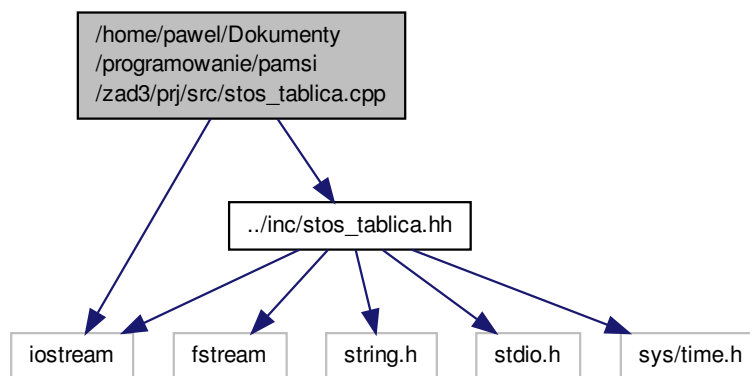 /home/pawel/Dokumenty
/programowanie/pamsi
/zad3/prj/src/stos_tablica.cpp
../inc/stos_tablica.hh
iostream
fstream
string.h
stdio.h
sys/time.h